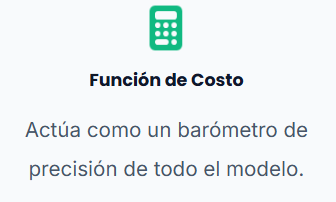 Función de Costo
Actúa como un barómetro de
precisión de todo el modelo.